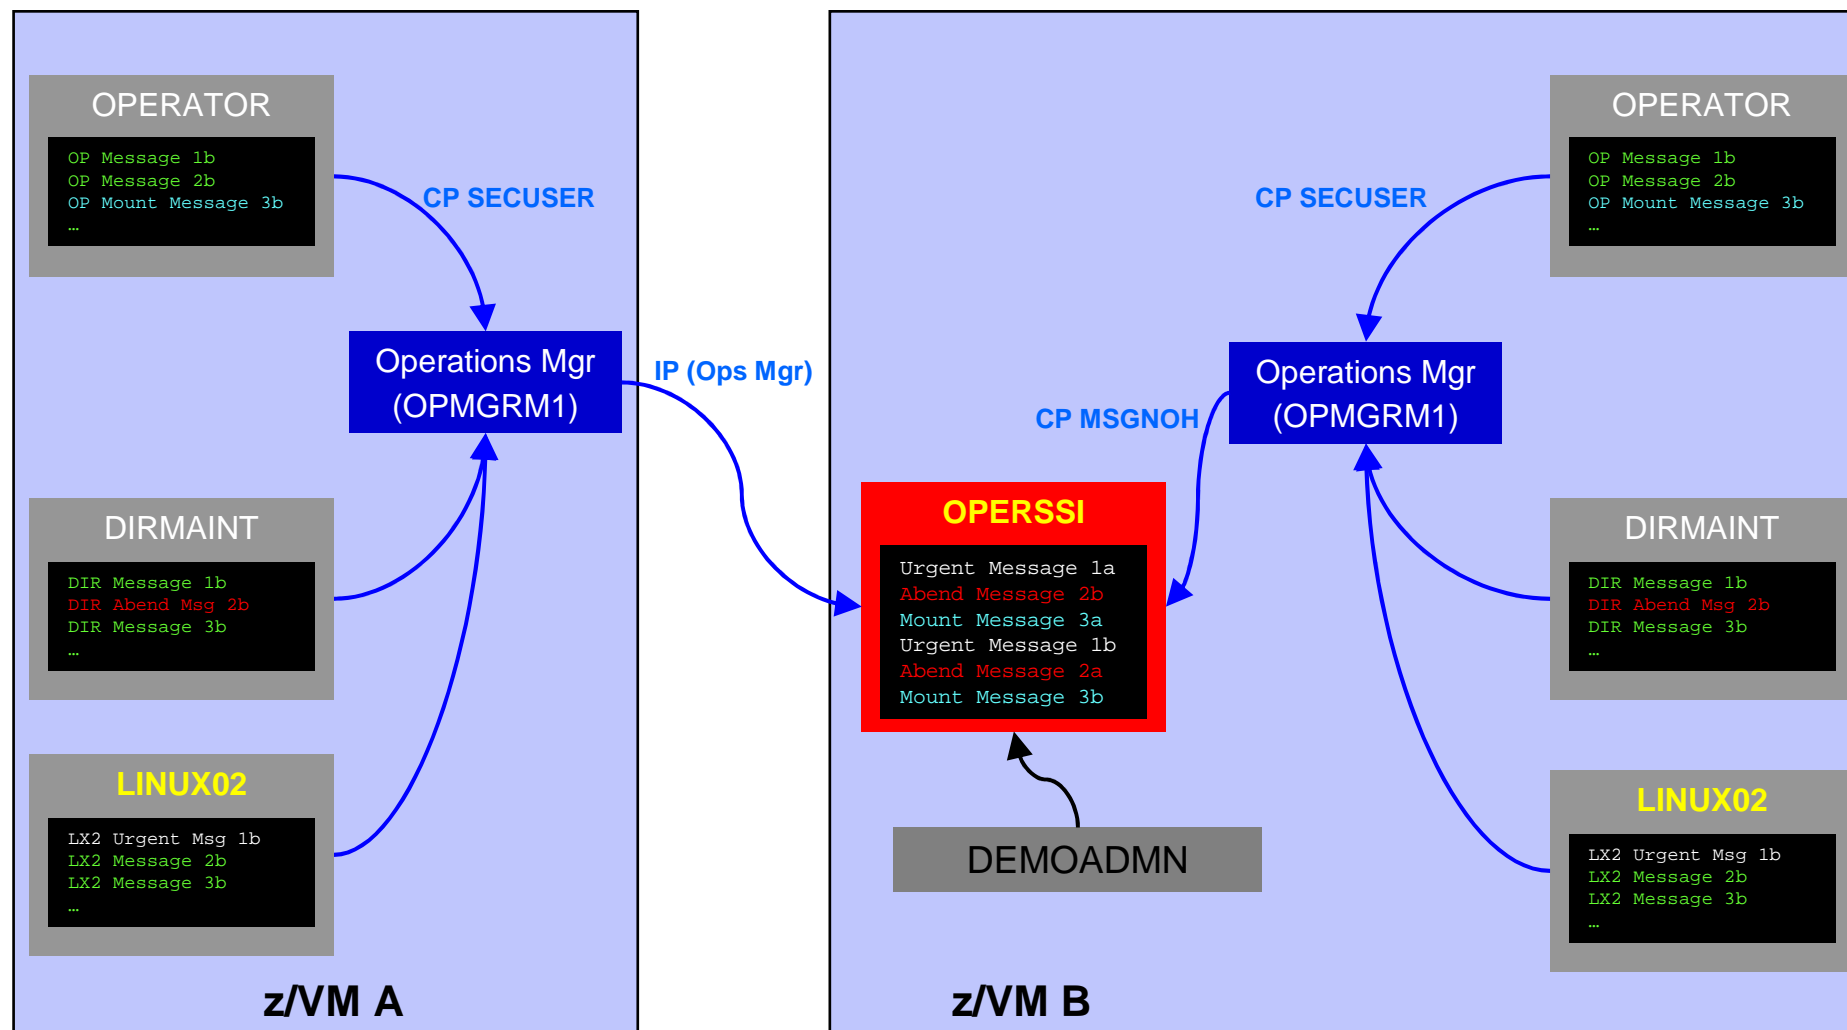 OPERATOR
OP Message 1b
OP Message 2b
OP Mount Message 3b
…
CP SECUSER
Operations Mgr
(OPMGRM1)
DIRMAINT
DIR Message 1b
DIR Abend Msg 2b
DIR Message 3b
…
LINUX02
LX2 Urgent Msg 1b
LX2 Message 2b
LX2 Message 3b
…
z/VM A
IP (Ops Mgr)
OPERATOR
OP Message 1b
OP Message 2b
OP Mount Message 3b
…
CP SECUSER
Operations Mgr
(OPMGRM1)
CP MSGNOH
OPERSSI
Urgent Message 1a
Abend Message 2b
Mount Message 3a
Urgent Message 1b
Abend Message 2a
Mount Message 3b
DEMOADMN
DIRMAINT
DIR Message 1b
DIR Abend Msg 2b
DIR Message 3b
…
LINUX02
LX2 Urgent Msg 1b
LX2 Message 2b
LX2 Message 3b
…
z/VM B